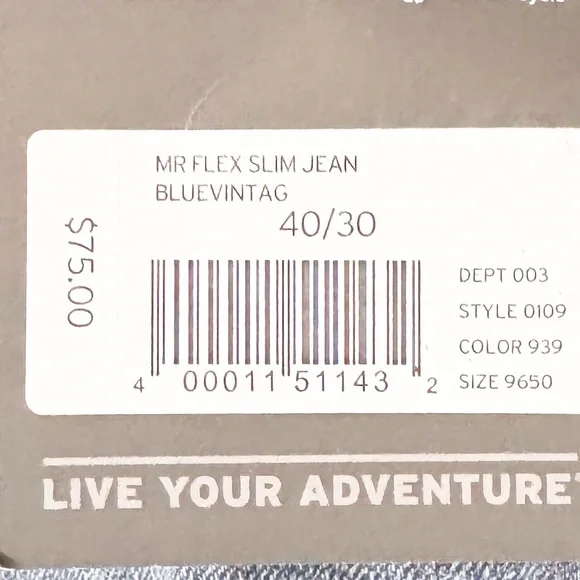 MR FLEX SLIM JEAN
BLUEVINTAG
40/30
$75.00
DEPT 003
STYLE 0109
COLOR 939
SIZE 9650
4 00011 51143 2
LIVE YOUR ADVENTURE